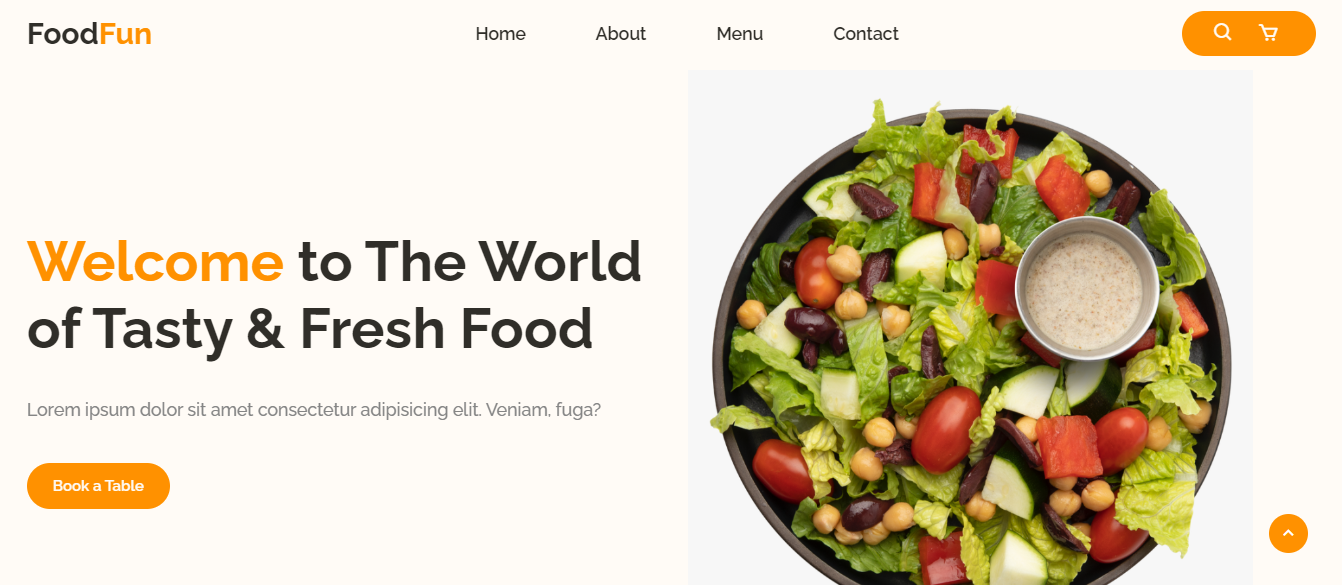 FoodFun
Home
About
Menu
Contact
Welcome to The World
of Tasty & Fresh Food
Lorem ipsum dolor sit amet consectetur adipisicing elit. Veniam, fuga?
Book a Table